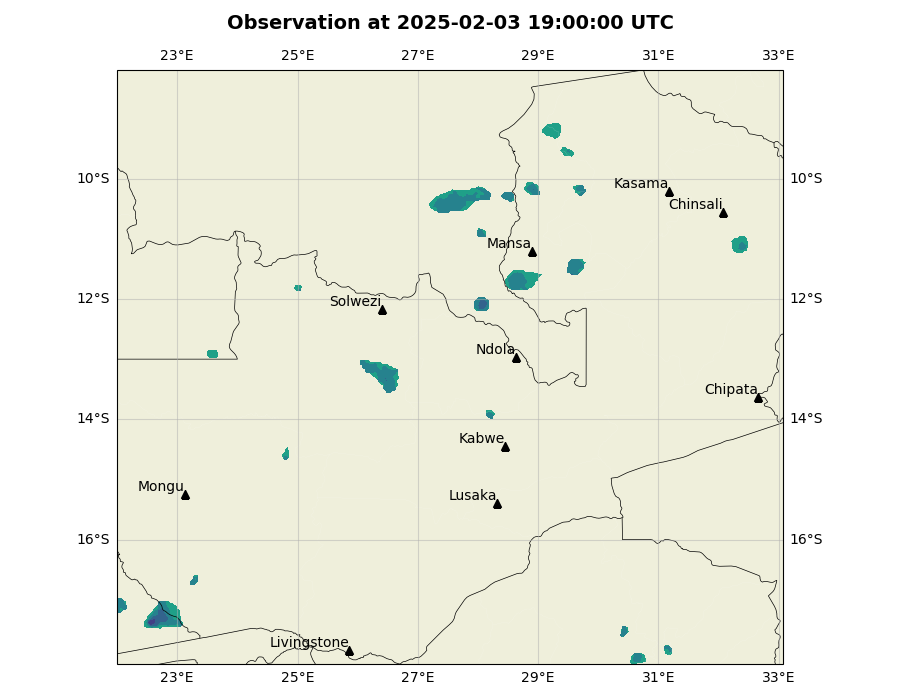 Observation at 2025-02-03 19:00:00 UTC
23°E 25°E 27°E 29°E 31°E 33°E
10°S 10°S
Kasama
Chinsali
Mansa
12°S 12°S
Solwezi
Ndola
Chipata
14°S 14°S
Kabwe
Mongu
Lusaka
16°S 16°S
Livingstone
23°E 25°E 27°E 29°E 31°E 33°E